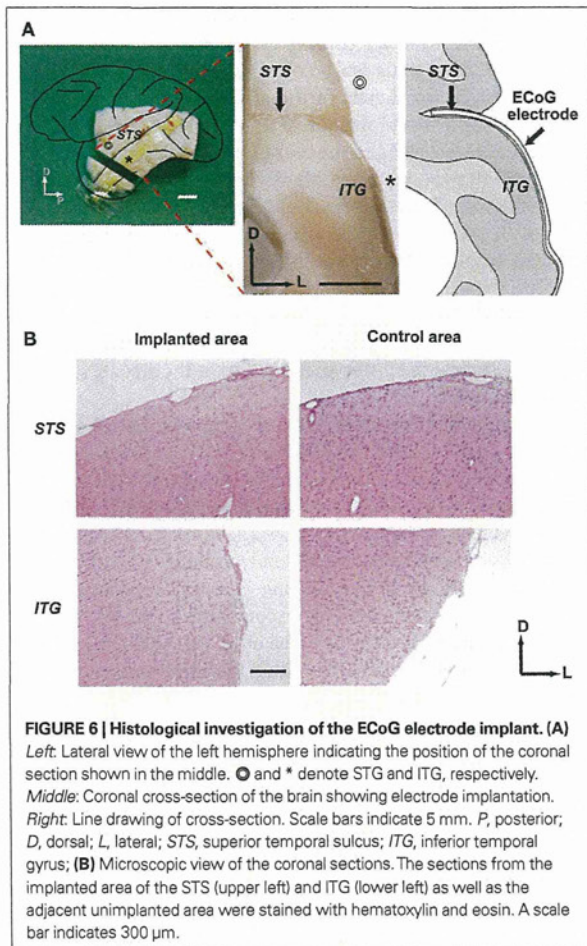 A
STS
*
D
P
STS
◎
ITG
*
D
L
STS
ECoG
electrode
ITG
B
Implanted area
Control area
STS
ITG
D
L
FIGURE 6 | Histological investigation of the ECoG electrode implant. (A)
Left: Lateral view of the left hemisphere indicating the position of the coronal
section shown in the middle. ◎ and * denote STG and ITG, respectively.
Middle: Coronal cross-section of the brain showing electrode implantation.
Right: Line drawing of cross-section. Scale bars indicate 5 mm. P, posterior;
D, dorsal; L, lateral; STS, superior temporal sulcus; ITG, inferior temporal
gyrus; (B) Microscopic view of the coronal sections. The sections from the
implanted area of the STS (upper left) and ITG (lower left) as well as the
adjacent unimplanted area were stained with hematoxylin and eosin. A scale
bar indicates 300 μm.